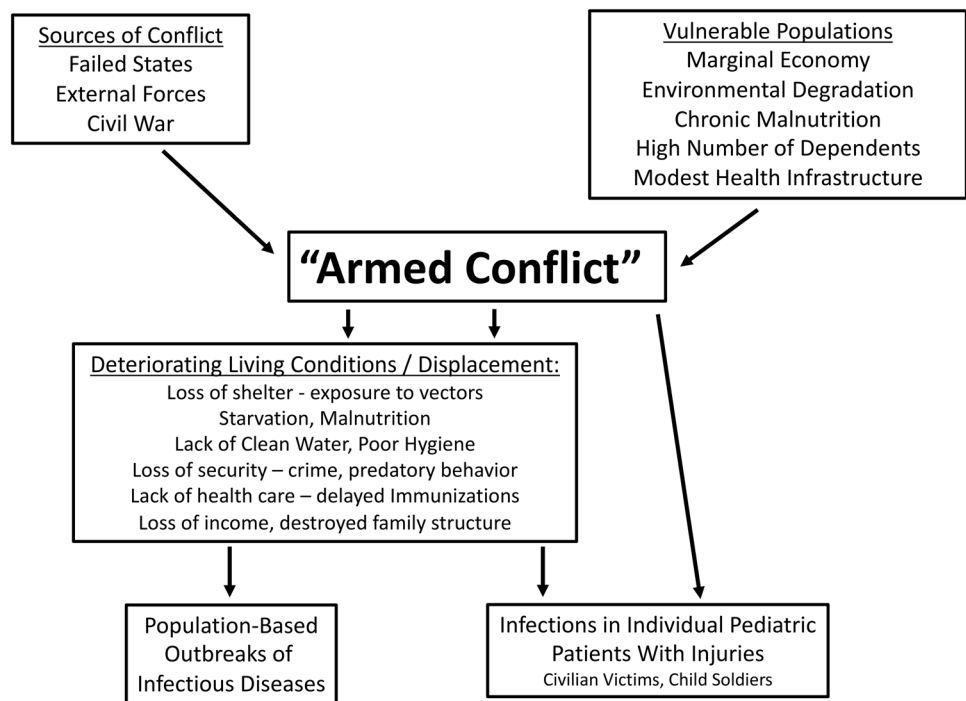 Sources of Conflict
Failed States
External Forces
Civil War
Vulnerable Populations
Marginal Economy
Environmental Degradation
Chronic Malnutrition
High Number of Dependents
Modest Health Infrastructure
“Armed Conflict”
Deteriorating Living Conditions / Displacement:
Loss of shelter - exposure to vectors
Starvation, Malnutrition
Lack of Clean Water, Poor Hygiene
Loss of security – crime, predatory behavior
Lack of health care – delayed Immunizations
Loss of income, destroyed family structure
Population-Based
Outbreaks of
Infectious Diseases
Infections in Individual Pediatric
Patients With Injuries
Civilian Victims, Child Soldiers